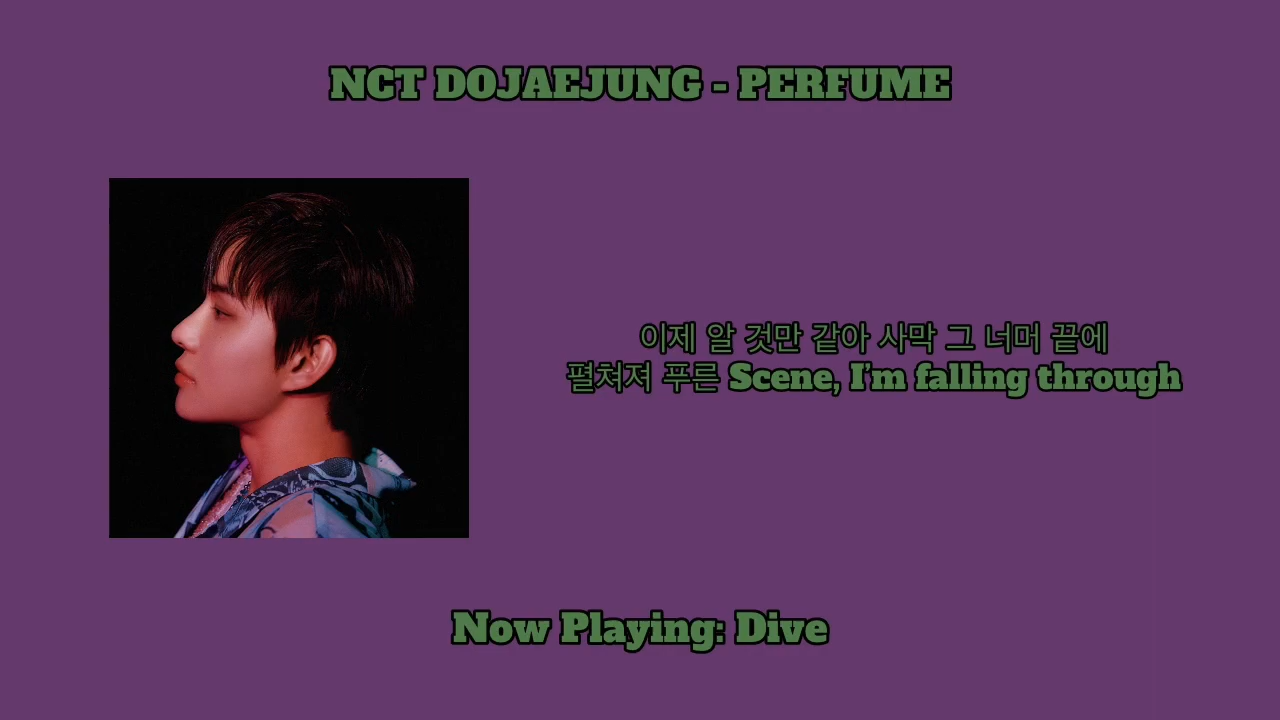 NCT DOJAEJUNG - PERFUME
이제 알 것만 같아 사막 그 너머 끝에
펼쳐져 푸른 Scene, I'm falling through
Now Playing: Dive